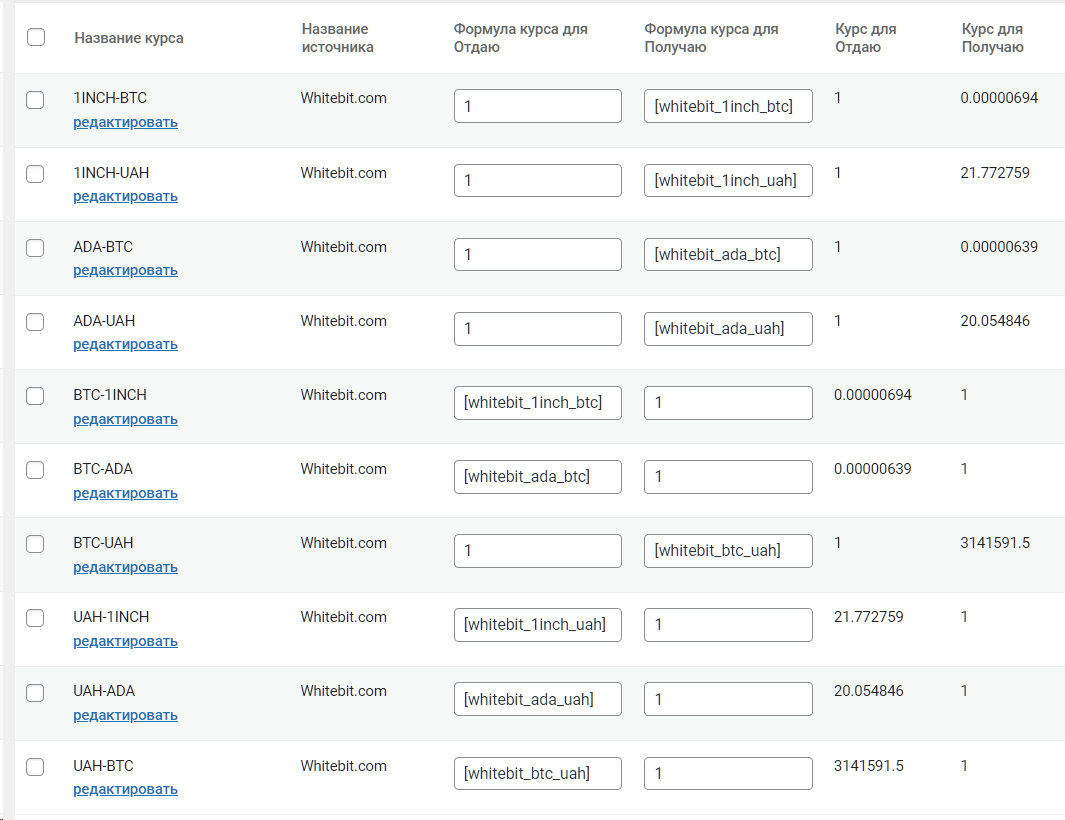 Название курса Название источника Формула курса для Отдаю Формула курса для Получаю Курс для Отдаю Курс для Получаю
1INCH-BTC Whitebit.com 1 [whitebit_1inch_btc] 1 0.00000694
редактировать
1INCH-UAH Whitebit.com 1 [whitebit_1inch_uah] 1 21.772759
редактировать
ADA-BTC Whitebit.com 1 [whitebit_ada_btc] 1 0.00000639
редактировать
ADA-UAH Whitebit.com 1 [whitebit_ada_uah] 1 20.054846
редактировать
BTC-1INCH Whitebit.com [whitebit_1inch_btc] 1 0.00000694 1
редактировать
BTC-ADA Whitebit.com [whitebit_ada_btc] 1 0.00000639 1
редактировать
BTC-UAH Whitebit.com 1 [whitebit_btc_uah] 1 3141591.5
редактировать
UAH-1INCH Whitebit.com [whitebit_1inch_uah] 1 21.772759 1
редактировать
UAH-ADA Whitebit.com [whitebit_ada_uah] 1 20.054846 1
редактировать
UAH-BTC Whitebit.com [whitebit_btc_uah] 1 3141591.5 1
редактировать